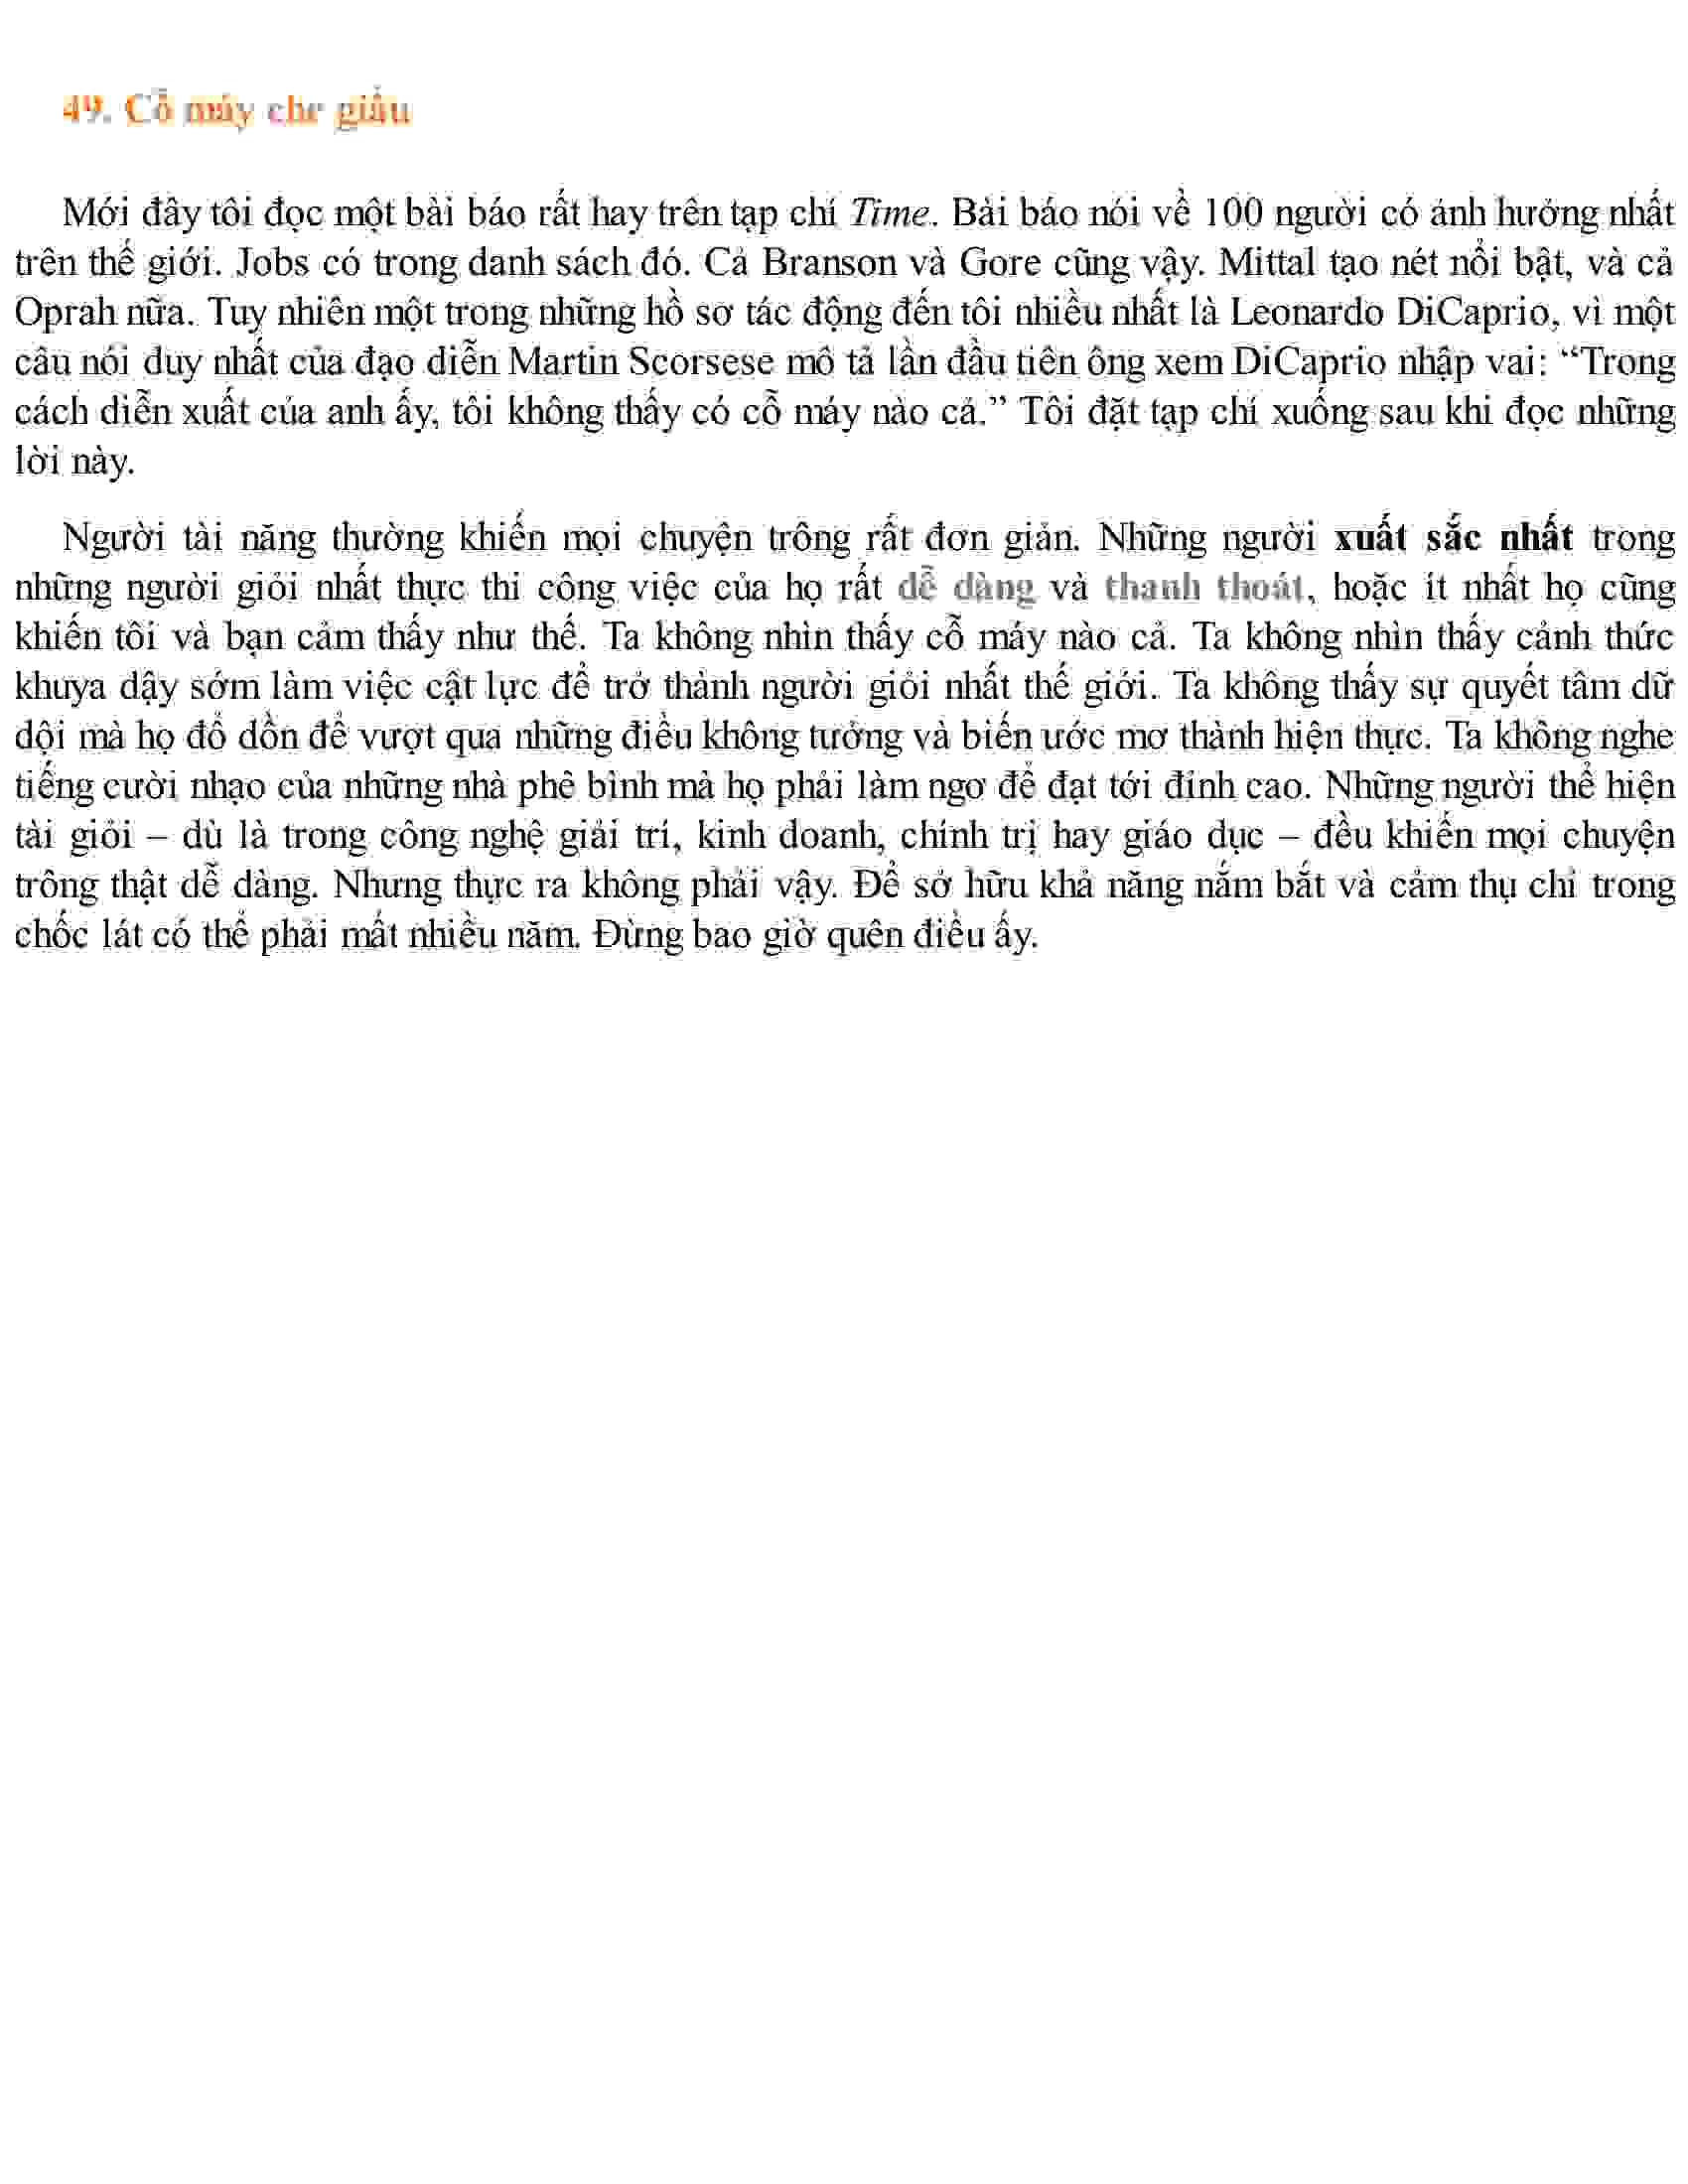 49. Cỗ máy che giấu
Mới đây tôi đọc một bài báo rất hay trên tạp chí Time. Bài báo nói về 100 người có ảnh hưởng nhất
trên thế giới. Jobs có trong danh sách đó. Cả Branson và Gore cũng vậy. Mittal tạo nét nổi bật, và cả
Oprah nữa. Tuy nhiên một trong những hồ sơ tác động đến tôi nhiều nhất là Leonardo DiCaprio, vì một
câu nói duy nhất của đạo diễn Martin Scorsese mô tả lần đầu tiên ông xem DiCaprio nhập vai: “Trong
cách diễn xuất của anh ấy, tôi không thấy có cỗ máy nào cả.” Tôi đặt tạp chí xuống sau khi đọc những
lời này.
Người tài năng thường khiến mọi chuyện trông rất đơn giản. Những người xuất sắc nhất trong
những người giỏi nhất thực thi công việc của họ rất dễ dàng và thanh thoát, hoặc ít nhất họ cũng
khiến tôi và bạn cảm thấy như thế. Ta không nhìn thấy cỗ máy nào cả. Ta không nhìn thấy cảnh thức
khuya dậy sớm làm việc cật lực để trở thành người giỏi nhất thế giới. Ta không thấy sự quyết tâm dữ
dội mà họ đổ dồn để vượt qua những điều không tưởng và biến ước mơ thành hiện thực. Ta không nghe
tiếng cười nhạo của những nhà phê bình mà họ phải làm ngơ để đạt tới đỉnh cao. Những người thể hiện
tài giỏi – dù là trong công nghệ giải trí, kinh doanh, chính trị hay giáo dục – đều khiến mọi chuyện
trông thật dễ dàng. Nhưng thực ra không phải vậy. Để sở hữu khả năng nắm bắt và cảm thụ chỉ trong
chốc lát có thể phải mất nhiều năm. Đừng bao giờ quên điều ấy.